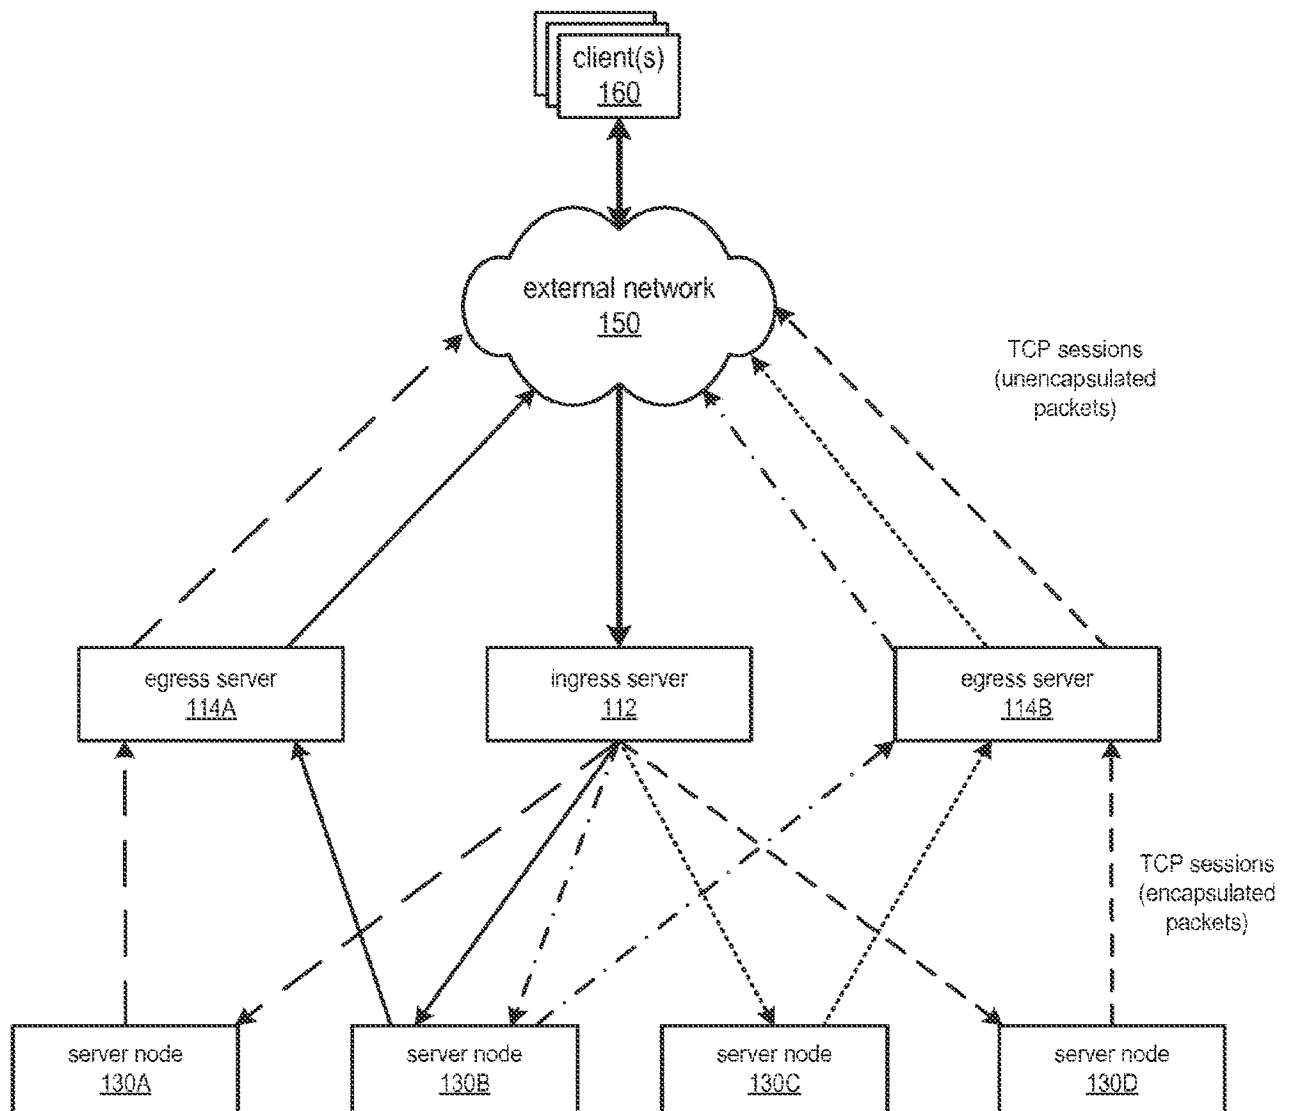 client(s)
160
external network
150
TCP sessions
(unencapsulated
packets)
egress server
114A
ingress server
112
egress server
114B
TCP sessions
(encapsulated
packets)
server node
130A
server node
130B
server node
130C
server node
130D